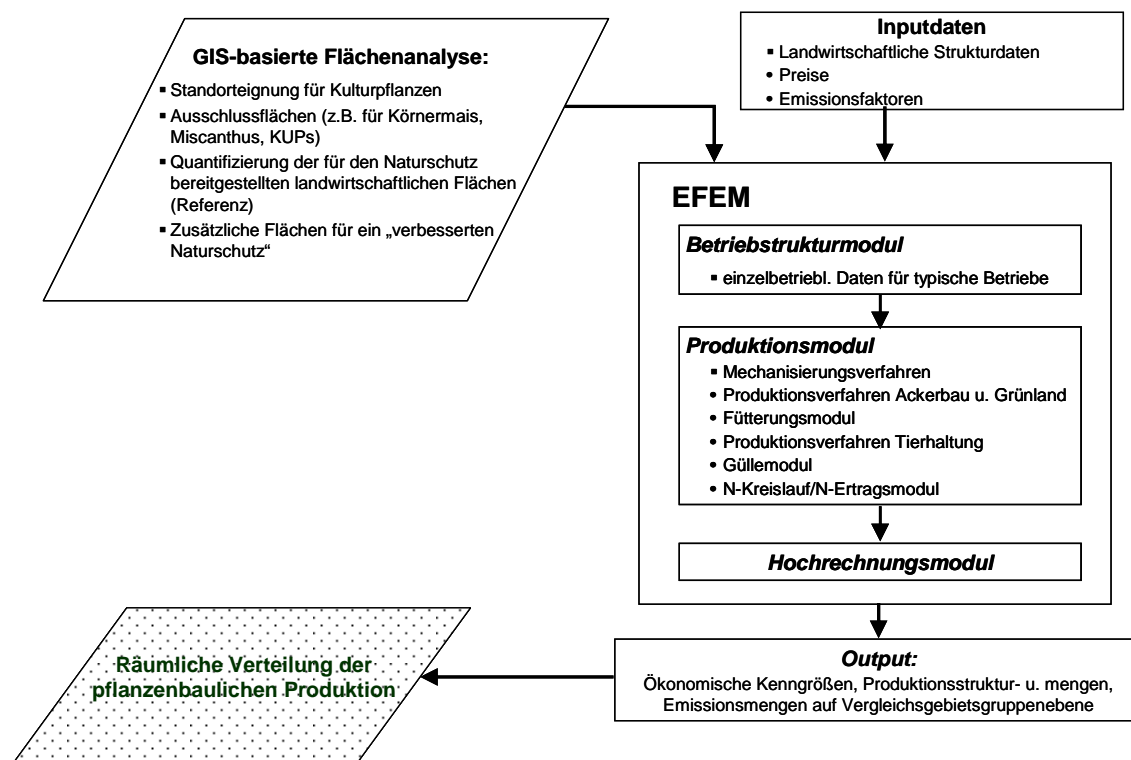 GIS-basierte Flächenanalyse:
▪ Standorteignung für Kulturpflanzen
▪ Ausschlussflächen (z.B. für Körnermais,
Miscanthus, KUPs)
▪ Quantifizierung der für den Naturschutz
bereitgestellten landwirtschaftlichen Flächen
(Referenz)
▪ Zusätzliche Flächen für ein „verbesserten
Naturschutz“
Inputdaten
▪ Landwirtschaftliche Strukturdaten
• Preise
• Emissionsfaktoren
EFEM
Betriebstrukturmodul
▪ einzelbetriebl. Daten für typische Betriebe
Produktionsmodul
▪ Mechanisierungsverfahren
• Produktionsverfahren Ackerbau u. Grünland
• Fütterungsmodul
• Produktionsverfahren Tierhaltung
• Güllemodul
• N-Kreislauf/N-Ertragsmodul
Hochrechnungsmodul
Output:
Ökonomische Kenngrößen, Produktionsstruktur- u. mengen,
Emissionsmengen auf Vergleichsgebietsgruppenebene
Räumliche Verteilung der
pflanzenbaulichen Produktion